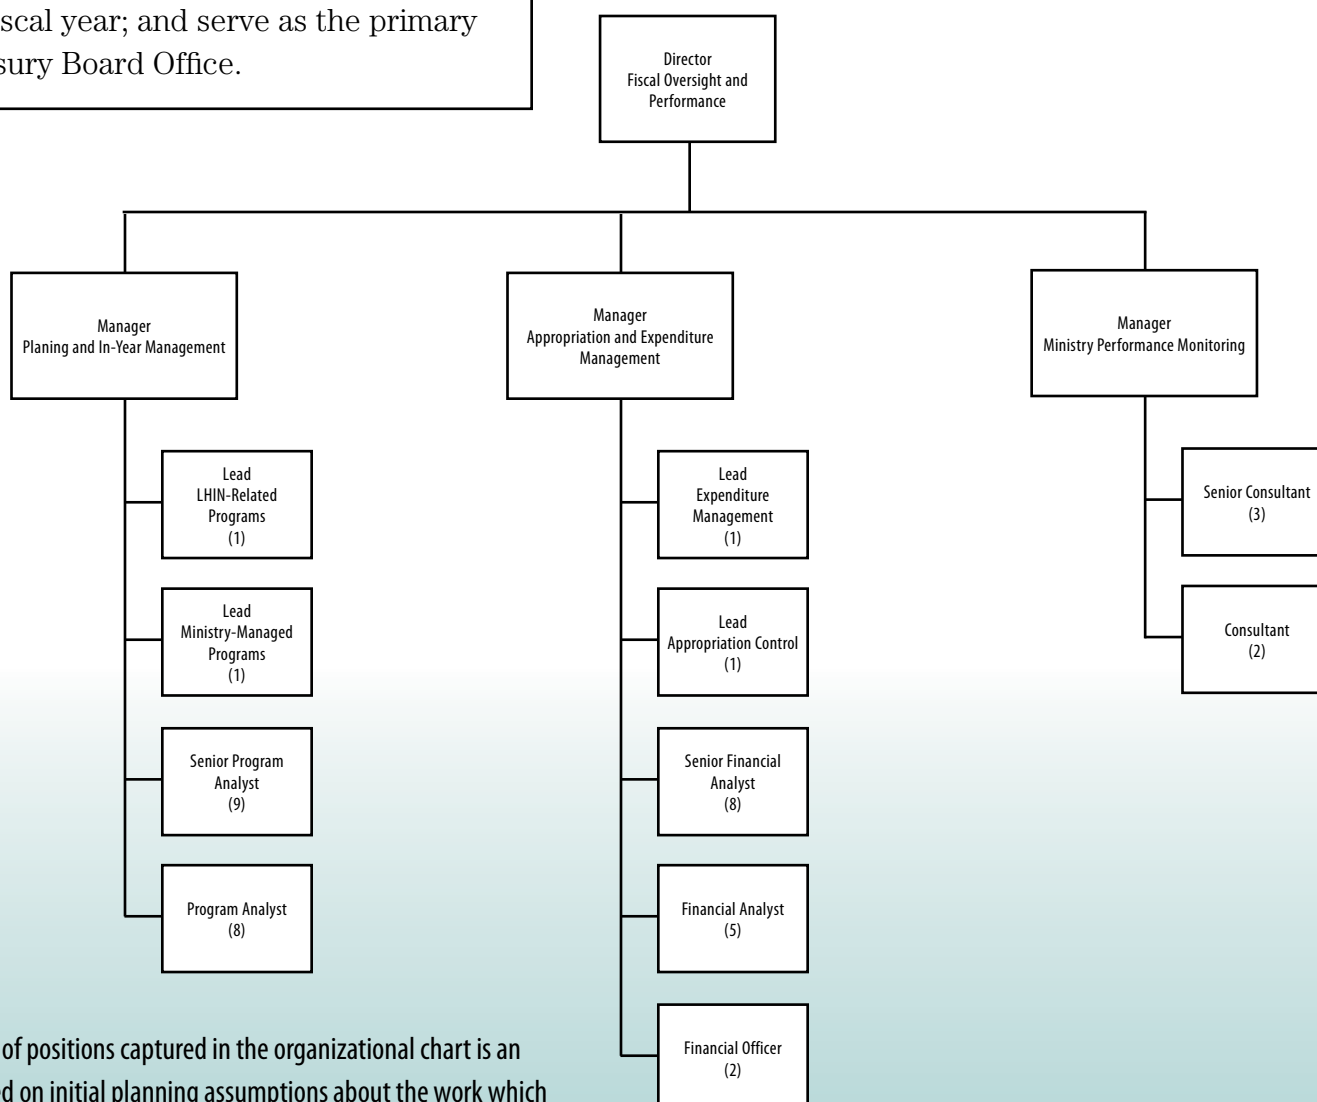 scal year; and serve as the primary
sury Board Office.
Director
Fiscal Oversight and
Performance
Manager
Planing and In-Year Management
Manager
Appropriation and Expenditure
Management
Manager
Ministry Performance Monitoring
Lead
LHIN-Related
Programs
(1)
Lead
Ministry-Managed
Programs
(1)
Senior Program
Analyst
(9)
Program Analyst
(8)
Lead
Expenditure
Management
(1)
Lead
Appropriation Control
(1)
Senior Financial
Analyst
(8)
Financial Analyst
(5)
Financial Officer
(2)
Senior Consultant
(3)
Consultant
(2)
of positions captured in the organizational chart is an
ed on initial planning assumptions about the work which